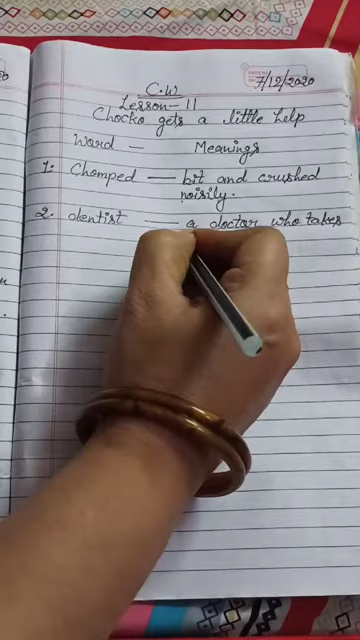 C.W
7/12/2020
Lesson-11
Chocko gets a little help
Word — Meanings
1. Chomped — bit and crushed
noisily.
2. dentist — a doctor who takes